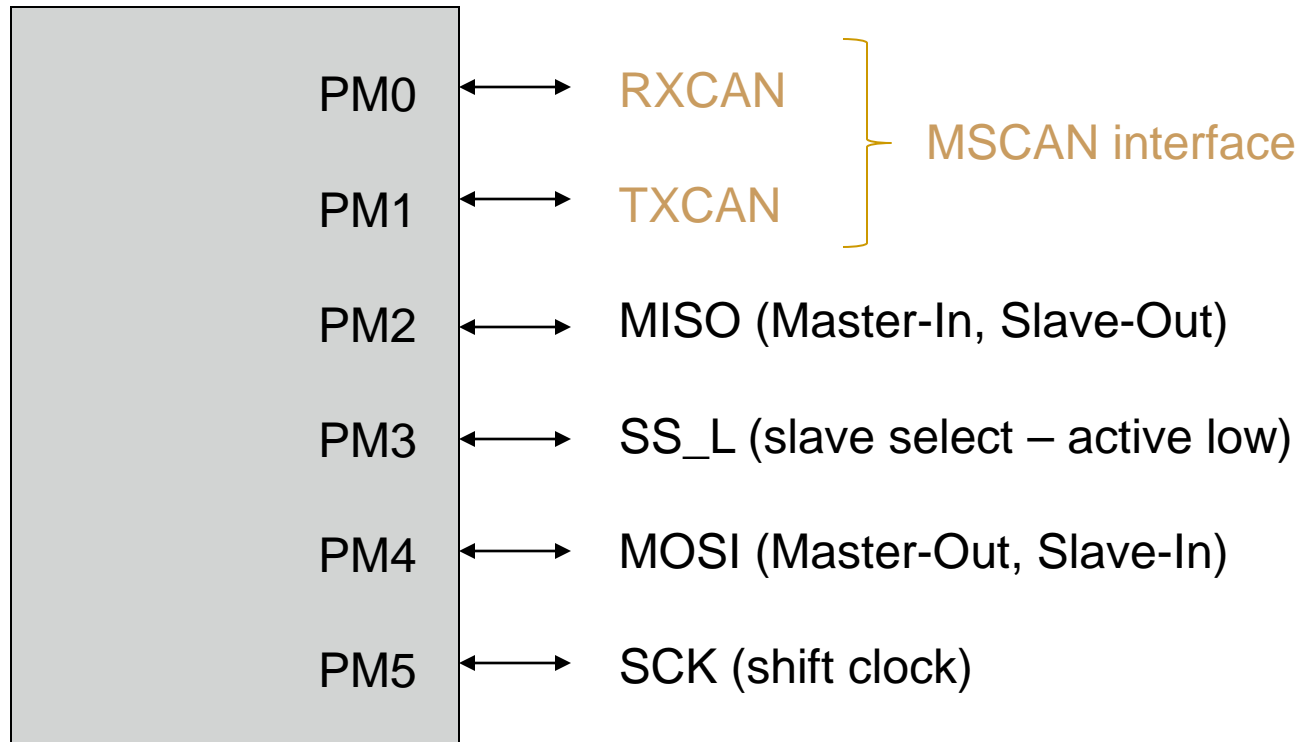 PM0 RXCAN
MSCAN interface
PM1 TXCAN
PM2 MISO (Master-In, Slave-Out)
PM3 SS_L (slave select – active low)
PM4 MOSI (Master-Out, Slave-In)
PM5 SCK (shift clock)